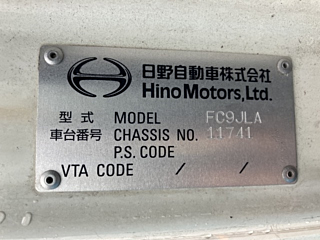 日野自動車株式会社
Hino Motors, Ltd.
型式 MODEL FC9JLA
車台番号 CHASSIS NO. 11741
P.S. CODE
VTA CODE / /